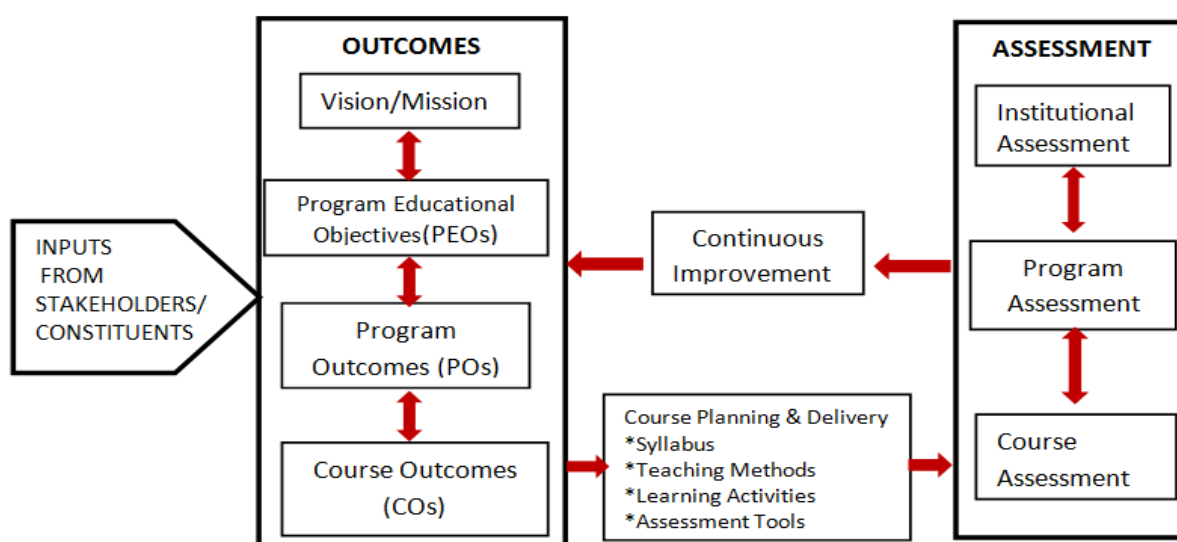 OUTCOMES
Vision/Mission
Program Educational
Objectives(PEOs)
Program
Outcomes (POs)
Course Outcomes
(COs)
INPUTS
FROM
STAKEHOLDERS/
CONSTITUENTS
Continuous
Improvement
Course Planning & Delivery
*Syllabus
*Teaching Methods
*Learning Activities
*Assessment Tools
ASSESSMENT
Institutional
Assessment
Program
Assessment
Course
Assessment